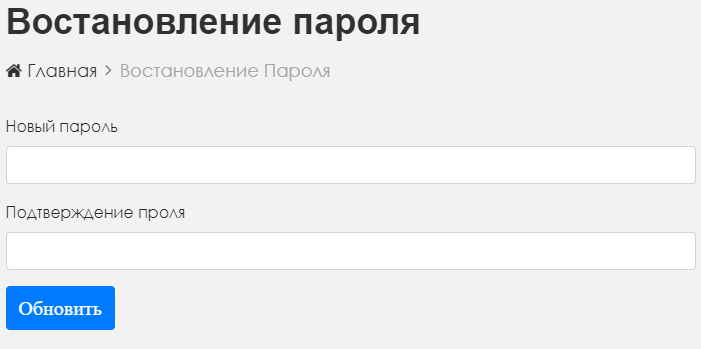 Востановление пароля
Главная > Востановление Пароля
Новый пароль
Подтверждение проля
Обновить